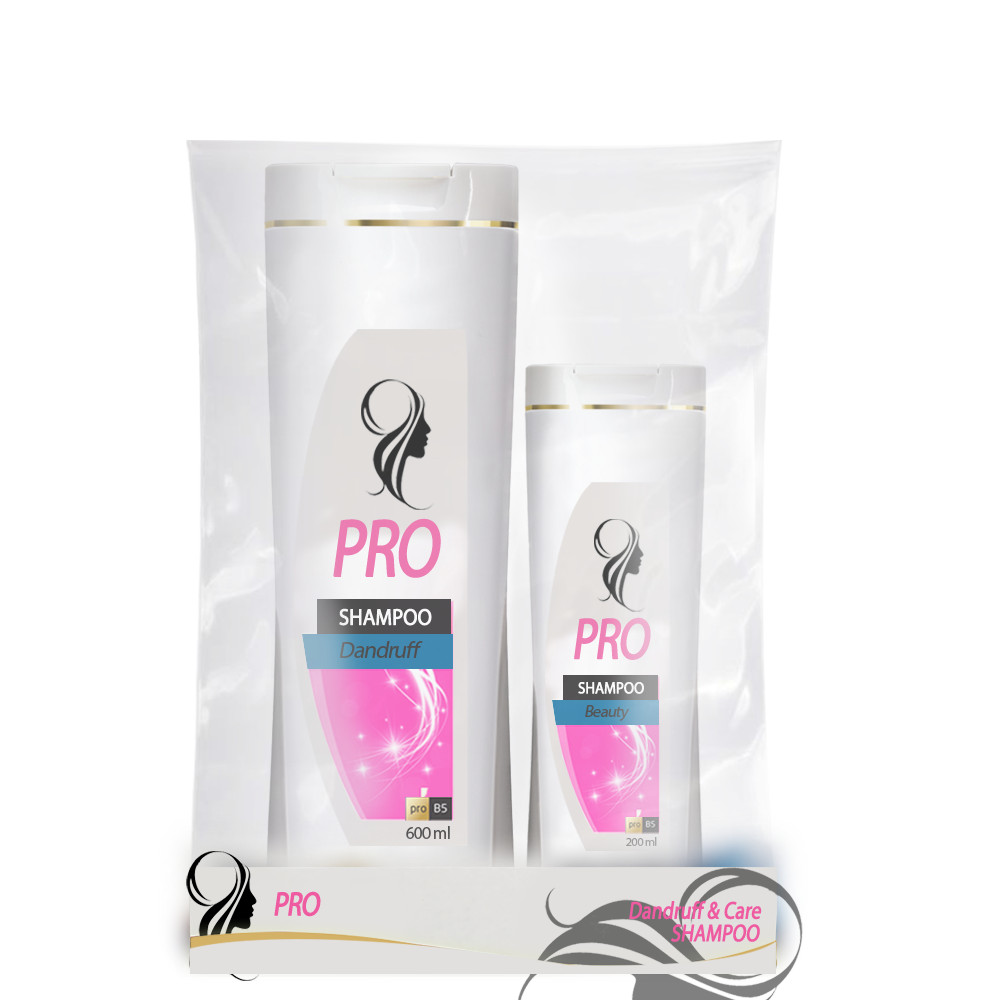 PRO
SHAMPOO
Dandruff
pro BS
600 ml
PRO
SHAMPOO
Beauty
pro BS
200 ml
PRO
Dandruff & Care
SHAMPOO